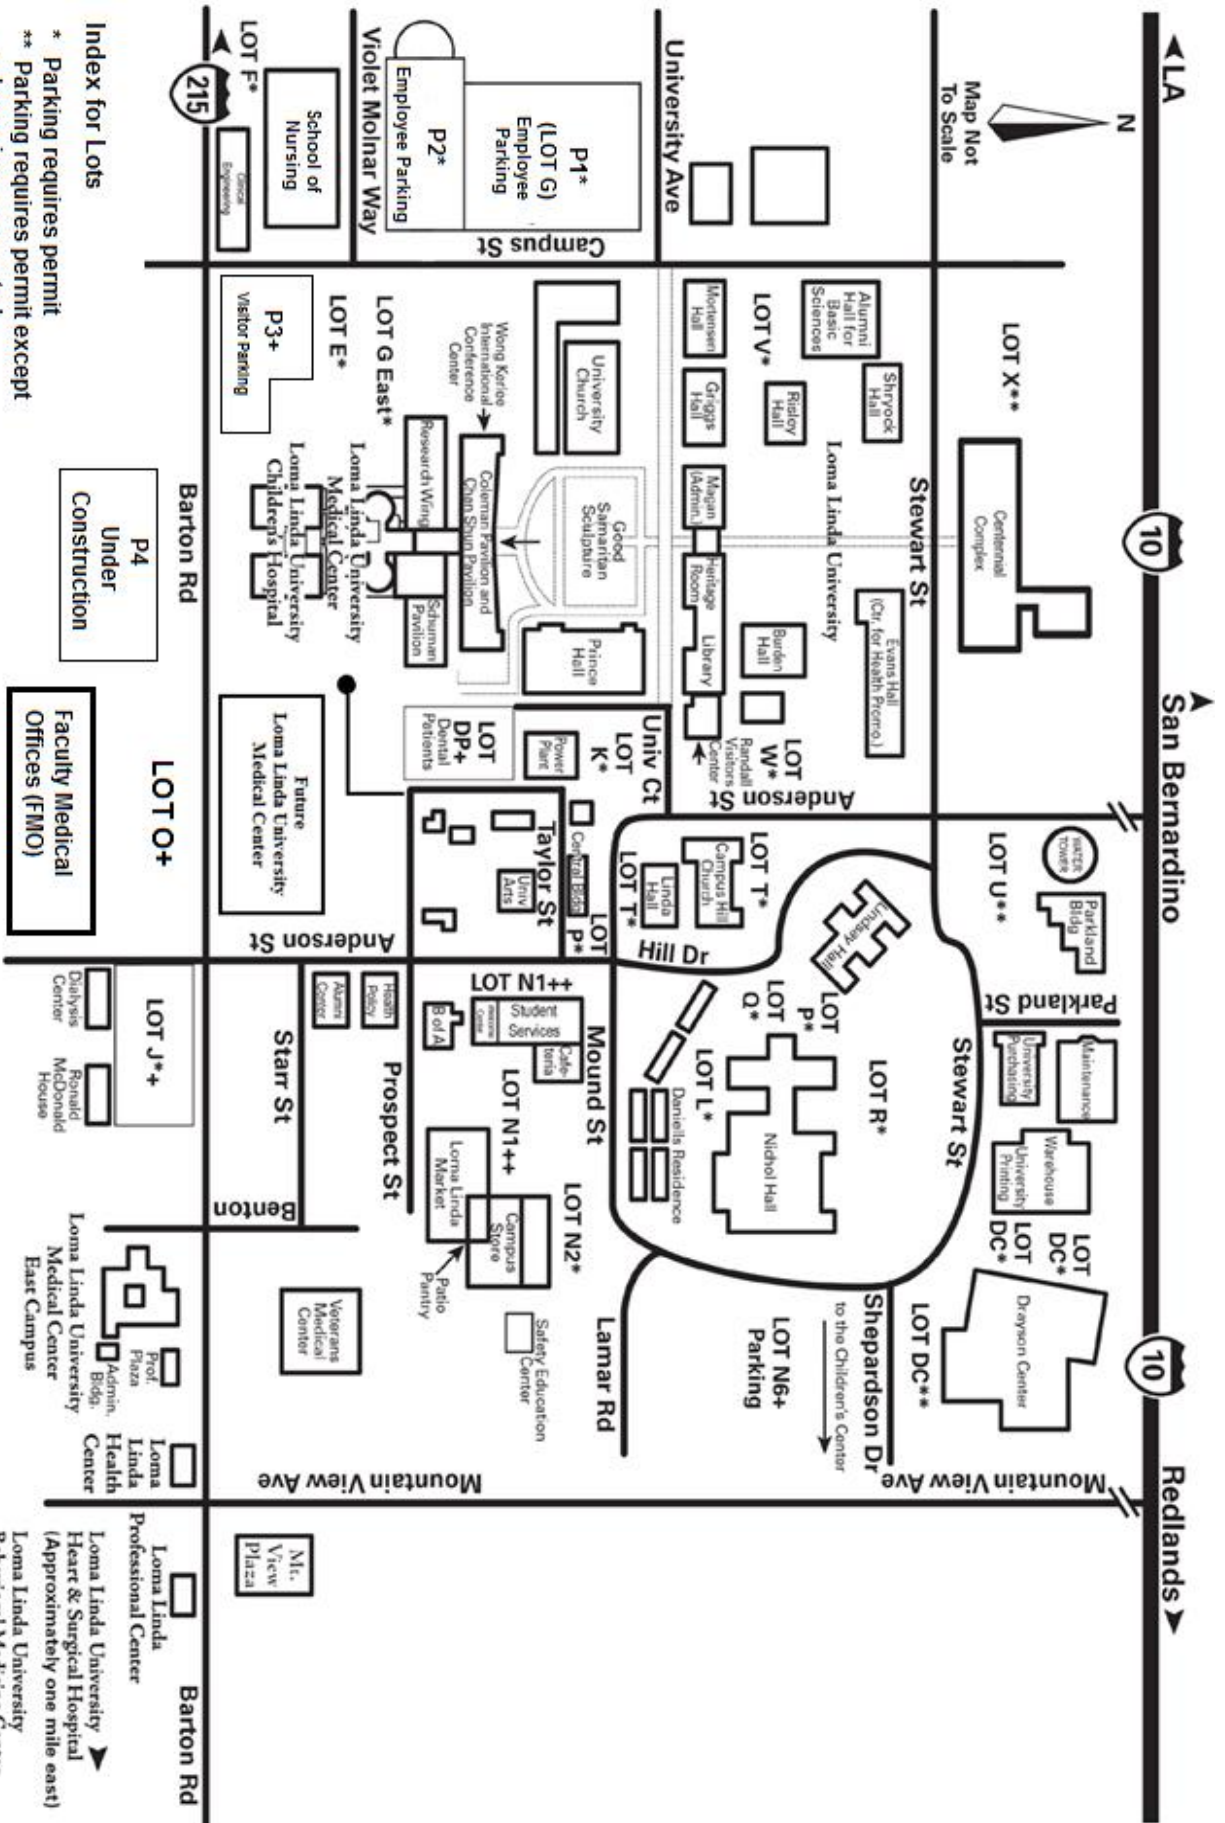 ◄LA
10
San Bernardino
10
Redlands ►
N
Map Not
To Scale
LOT X**
Centennial
Complex
WATER
TOWER
Parkland
Bldg
LOT U**
Parkland St
Maintenance
University
Purchasing
Warehouse
University
Printing
LOT
DC*
LOT
DC*
Drayson Center
LOT DC**
Mountain View Ave
Stewart St
Stewart St
Shepardson Dr
to the Children's Center
LOT N6+
Parking
Alumni
Hall for
Basic
Sciences
Shryock
Hall
Risley
Hall
LOT V*
Loma Linda University
Evans Hall
(Ctr. for Health Promo.)
Burden
Hall
LOT
W*
Randall
Visitors
Center
Anderson St
Lindsay Hall
LOT R*
LOT
P*
LOT
Q*
Nichol Hall
LOT L*
Daniells Residence
LOT T*
Campus Hill
Church
Linda
Hall
LOT T*
Hill Dr
Mortensen
Hall
Griggs
Hall
Magan
(Admin.)
Heritage
Room
Library
University Ave
Univ Ct
LOT
K*
Power
Plant
P1*
(LOT G)
Employee
Parking
Campus St
P2*
Employee Parking
Violet Molnar Way
University
Church
Good
Samaritan
Sculpture
Prince
Hall
Wong Kerlee
International
Conference
Center
Coleman Pavilion and
Chan Shun Pavilion
Research Wing
Schuman
Pavilion
LOT G East*
LOT E*
Loma Linda University
Medical Center
Loma Linda University
Children's Hospital
LOT
DP+
Dental
Patients
Central Bldg
LOT
P*
Taylor St
Univ
Arts
Mound St
Lamar Rd
LOT N1++
Student
Services
Cafe-
teria
B of A
LOT N1++
LOT N2*
Loma Linda
Market
Campus
Store
Patio
Pantry
Safety Education
Center
Mountain View Ave
Prospect St
Health
Policy
Alumni
Center
Starr St
Benton
Veterans
Medical
Center
School of
Nursing
Clinical
Engineering
LOT F*
215
P3+
Visitor Parking
Future
Loma Linda University
Medical Center
Anderson St
Mt.
View
Plaza
Barton Rd
Barton Rd
P4
Under
Construction
LOT O+
Faculty Medical
Offices (FMO)
LOT J*+
Dialysis
Center
Ronald
McDonald
House
Loma Linda University
Medical Center
East Campus
Prof.
Plaza
Admin.
Bldg.
Loma
Linda
Health
Center
Loma Linda
Professional Center
Loma Linda University ►
Heart & Surgical Hospital
(Approximately one mile east)
Loma Linda University
Index for Lots
* Parking requires permit
** Parking requires permit except